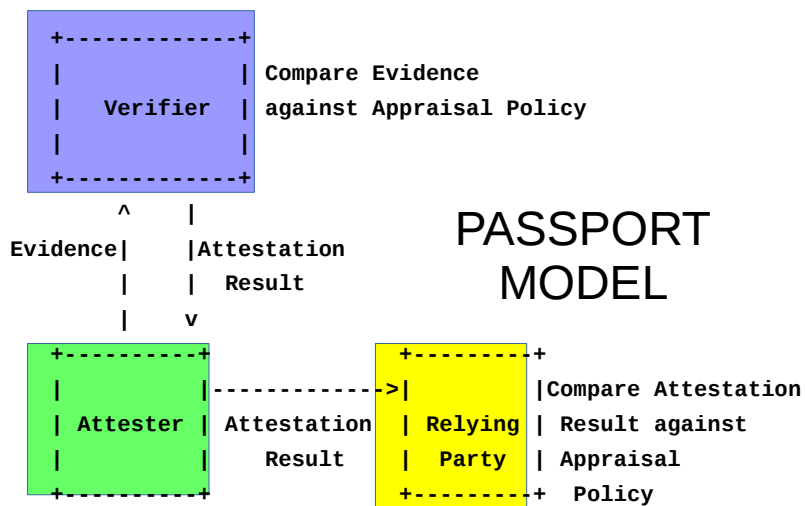 +-------------+
|             | Compare Evidence
|   Verifier  | against Appraisal Policy
|             |
+-------------+
^    |
Evidence|    |Attestation
|    |  Result
|    v
PASSPORT
MODEL
+----------+             +---------+
|          |------------->|         |Compare Attestation
| Attester | Attestation  | Relying | Result against
|          |    Result    |  Party  | Appraisal
+----------+             +---------+  Policy